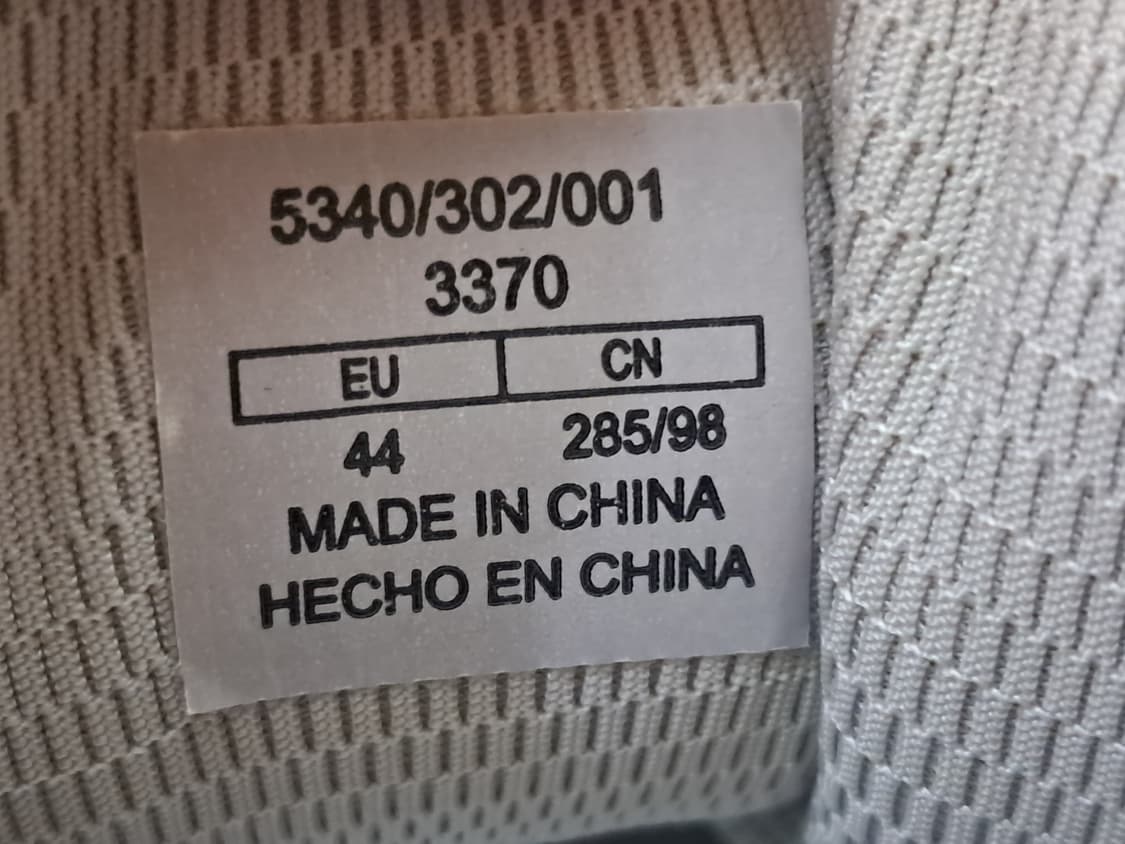 5340/302/001
3370
EU CN
44 285/98
MADE IN CHINA
HECHO EN CHINA